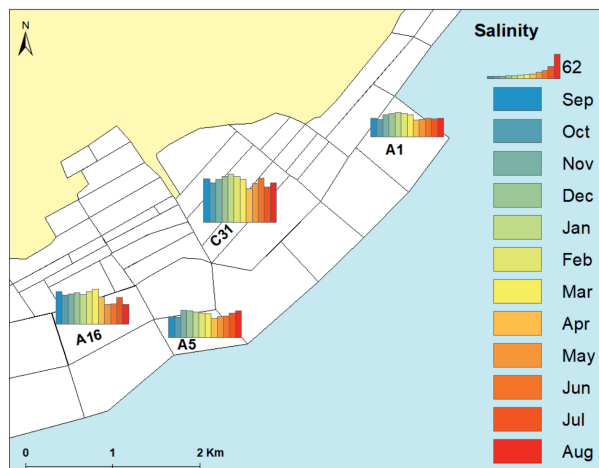 N
Salinity
62
Sep
Oct
Nov
Dec
Jan
Feb
Mar
Apr
May
Jun
Jul
Aug
A1
C31
A16
A5
0 1 2 Km